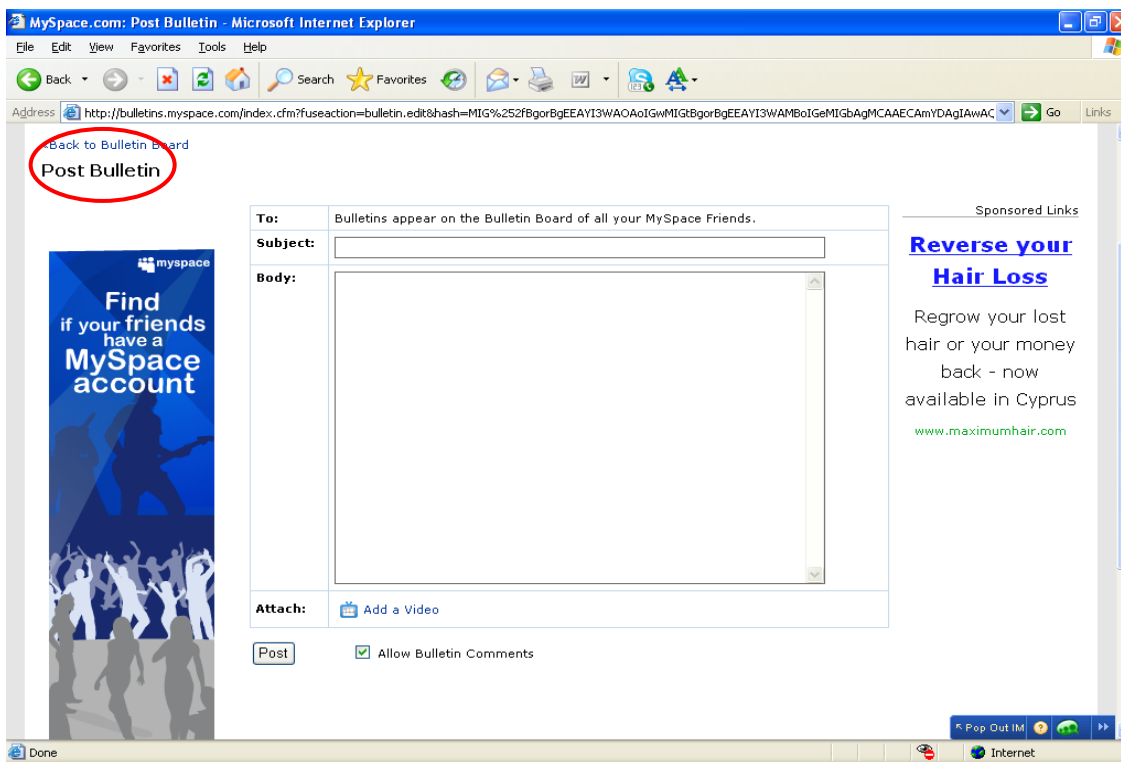 MySpace.com: Post Bulletin - Microsoft Internet Explorer
File Edit View Favorites Tools Help
Back Search Favorites
Address http://bulletins.myspace.com/index.cfm?fuseaction=bulletin.edit&hash=MIG%252fBgorBgEEAYI3WAOAoIGwMIGtBgorBgEEAYI3WAMBoIGeMIGbAgMCAAECAmYDAgIAwAC Go Links
«Back to Bulletin Board
Post Bulletin
To: Bulletins appear on the Bulletin Board of all your MySpace Friends.
Subject:
Body:
Attach: Add a Video
Post Allow Bulletin Comments
myspace
Find
if your friends
have a
MySpace
account
Sponsored Links
Reverse your
Hair Loss
Regrow your lost
hair or your money
back - now
available in Cyprus
www.maximumhair.com
Pop Out IM
Done Internet